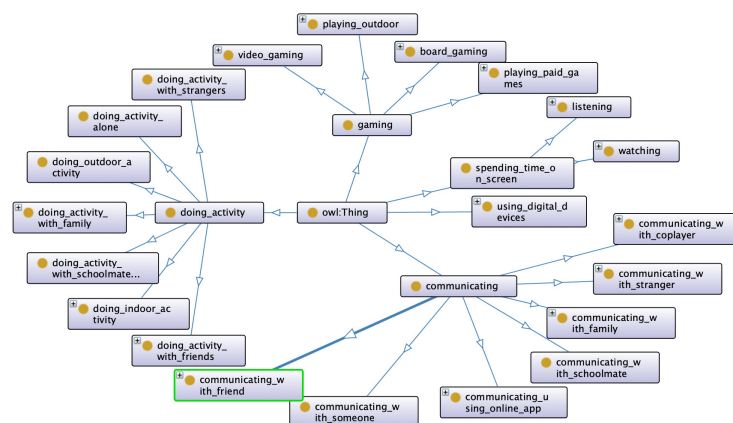 playing_outdoor
video_gaming
board_gaming
doing_activity_
with_strangers
playing_paid_ga
mes
listening
doing_activity_
alone
gaming
watching
doing_outdoor_a
ctivity
spending_time_o
n_screen
doing_activity_
with_family
doing_activity
owl:Thing
using_digital_d
evices
communicating_w
ith_coplayer
doing_activity_
with_schoolmate...
communicating
communicating_w
ith_stranger
doing_indoor_ac
tivity
communicating_w
ith_family
doing_activity_
with_friends
communicating_w
ith_schoolmate
communicating_w
ith_friend
communicating_w
ith_someone
communicating_u
sing_online_app